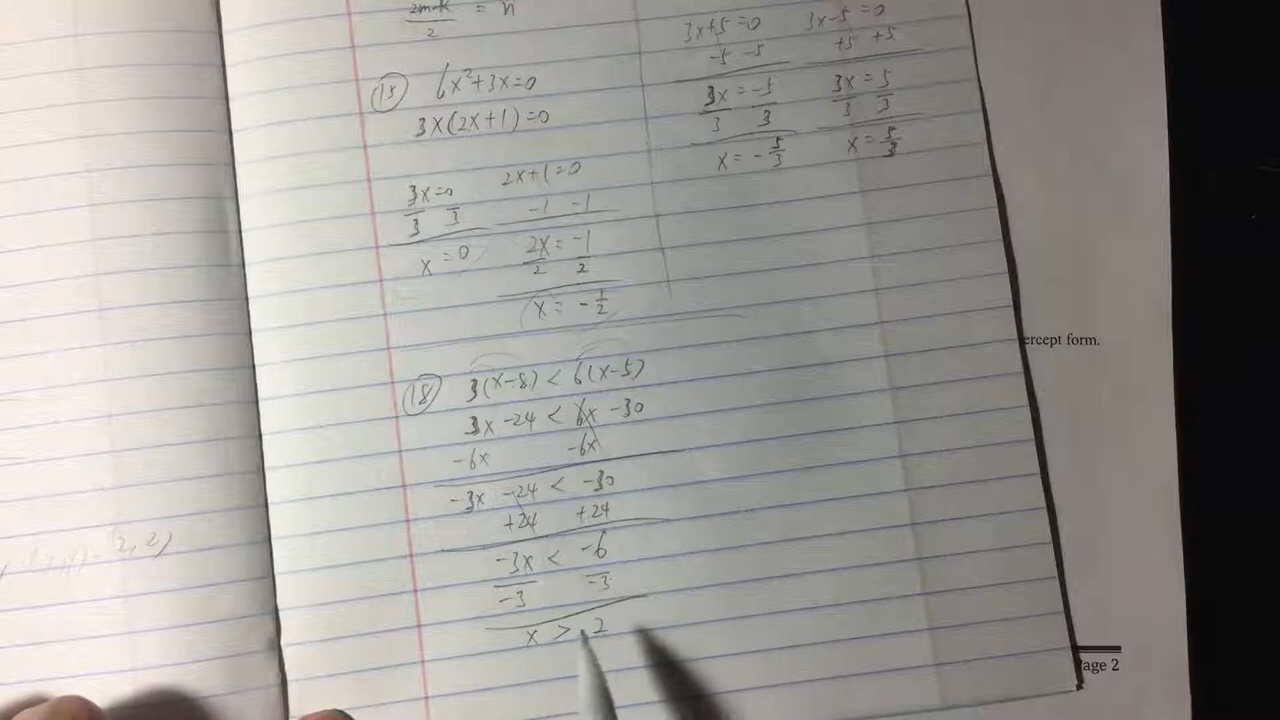 2m-k/2 = n
(15) 6x²+3x=0
3x(2x+1)=0
3x=0 2x+1=0
3 3 -1 -1
x=0 2x = -1
2 2
x = -1/2
3x+5=0 3x-5=0
-5 -5 +5 +5
3x = -5 3x = 5
3 3 3 3
x = -5/3 x = 5/3
(18) 3(x-8) < 6(x-5)
3x -24 < 6x -30
-6x -6x
-3x -24 < -30
+24 +24
-3x < -6
-3 -3
x > 2
ercept form.
age 2